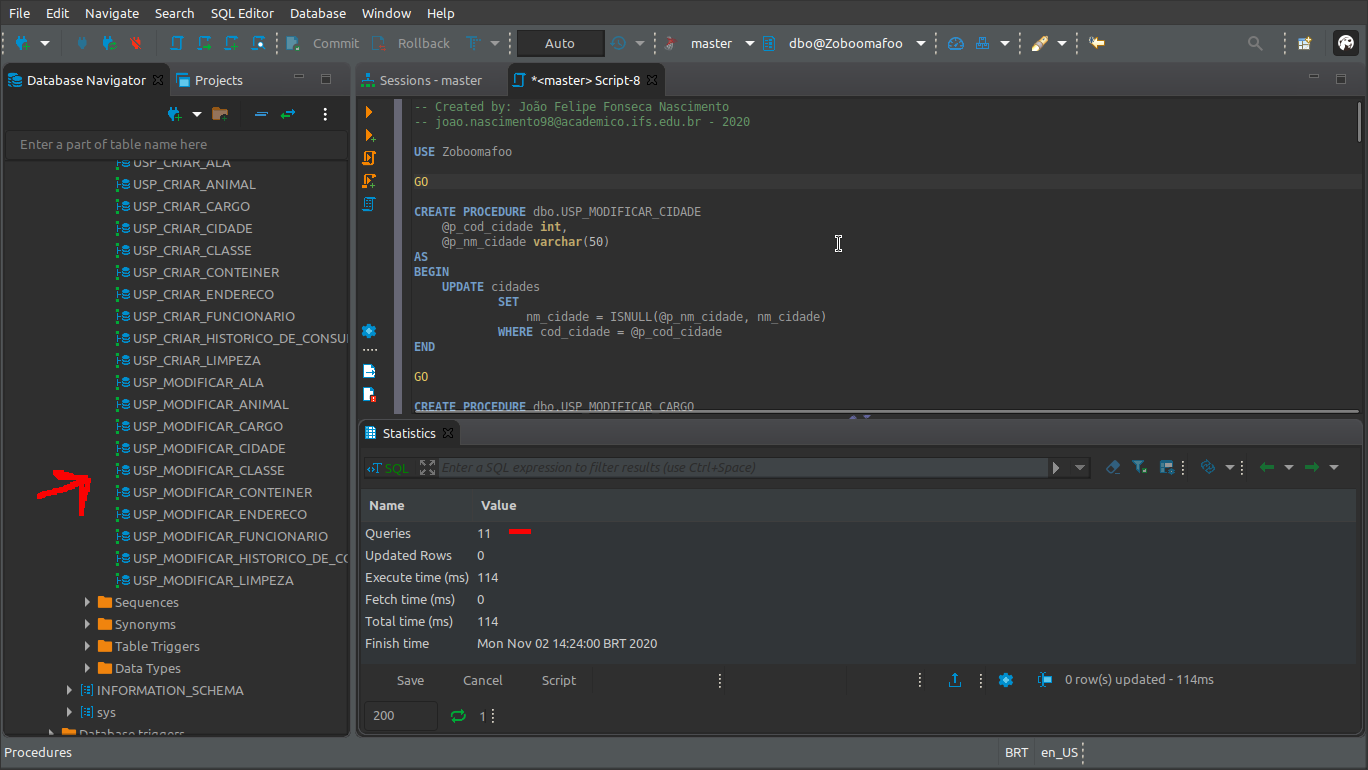 File Edit Navigate Search SQL Editor Database Window Help
Commit Rollback Auto master dbo@Zoboomafoo
Database Navigator Projects
Enter a part of table name here
USP_CRIAR_ALA
USP_CRIAR_ANIMAL
USP_CRIAR_CARGO
USP_CRIAR_CIDADE
USP_CRIAR_CLASSE
USP_CRIAR_CONTEINER
USP_CRIAR_ENDERECO
USP_CRIAR_FUNCIONARIO
USP_CRIAR_HISTORICO_DE_CONSU
USP_CRIAR_LIMPEZA
USP_MODIFICAR_ALA
USP_MODIFICAR_ANIMAL
USP_MODIFICAR_CARGO
USP_MODIFICAR_CIDADE
USP_MODIFICAR_CLASSE
USP_MODIFICAR_CONTEINER
USP_MODIFICAR_ENDERECO
USP_MODIFICAR_FUNCIONARIO
USP_MODIFICAR_HISTORICO_DE_CO
USP_MODIFICAR_LIMPEZA
Sequences
Synonyms
Table Triggers
Data Types
INFORMATION_SCHEMA
sys
Database triggers
Sessions - master *<master> Script-8
-- Created by: João Felipe Fonseca Nascimento
-- joao.nascimento98@academico.ifs.edu.br - 2020
USE Zoboomafoo
GO
CREATE PROCEDURE dbo.USP_MODIFICAR_CIDADE
@p_cod_cidade int,
@p_nm_cidade varchar(50)
AS
BEGIN
UPDATE cidades
SET
nm_cidade = ISNULL(@p_nm_cidade, nm_cidade)
WHERE cod_cidade = @p_cod_cidade
END
GO
CREATE PROCEDURE dbo.USP_MODIFICAR_CARGO
Statistics
SQL Enter a SQL expression to filter results (use Ctrl+Space)
Name Value
Queries 11
Updated Rows 0
Execute time (ms) 114
Fetch time (ms) 0
Total time (ms) 114
Finish time Mon Nov 02 14:24:00 BRT 2020
Save Cancel Script 0 row(s) updated - 114ms
200 1
Procedures BRT en_US